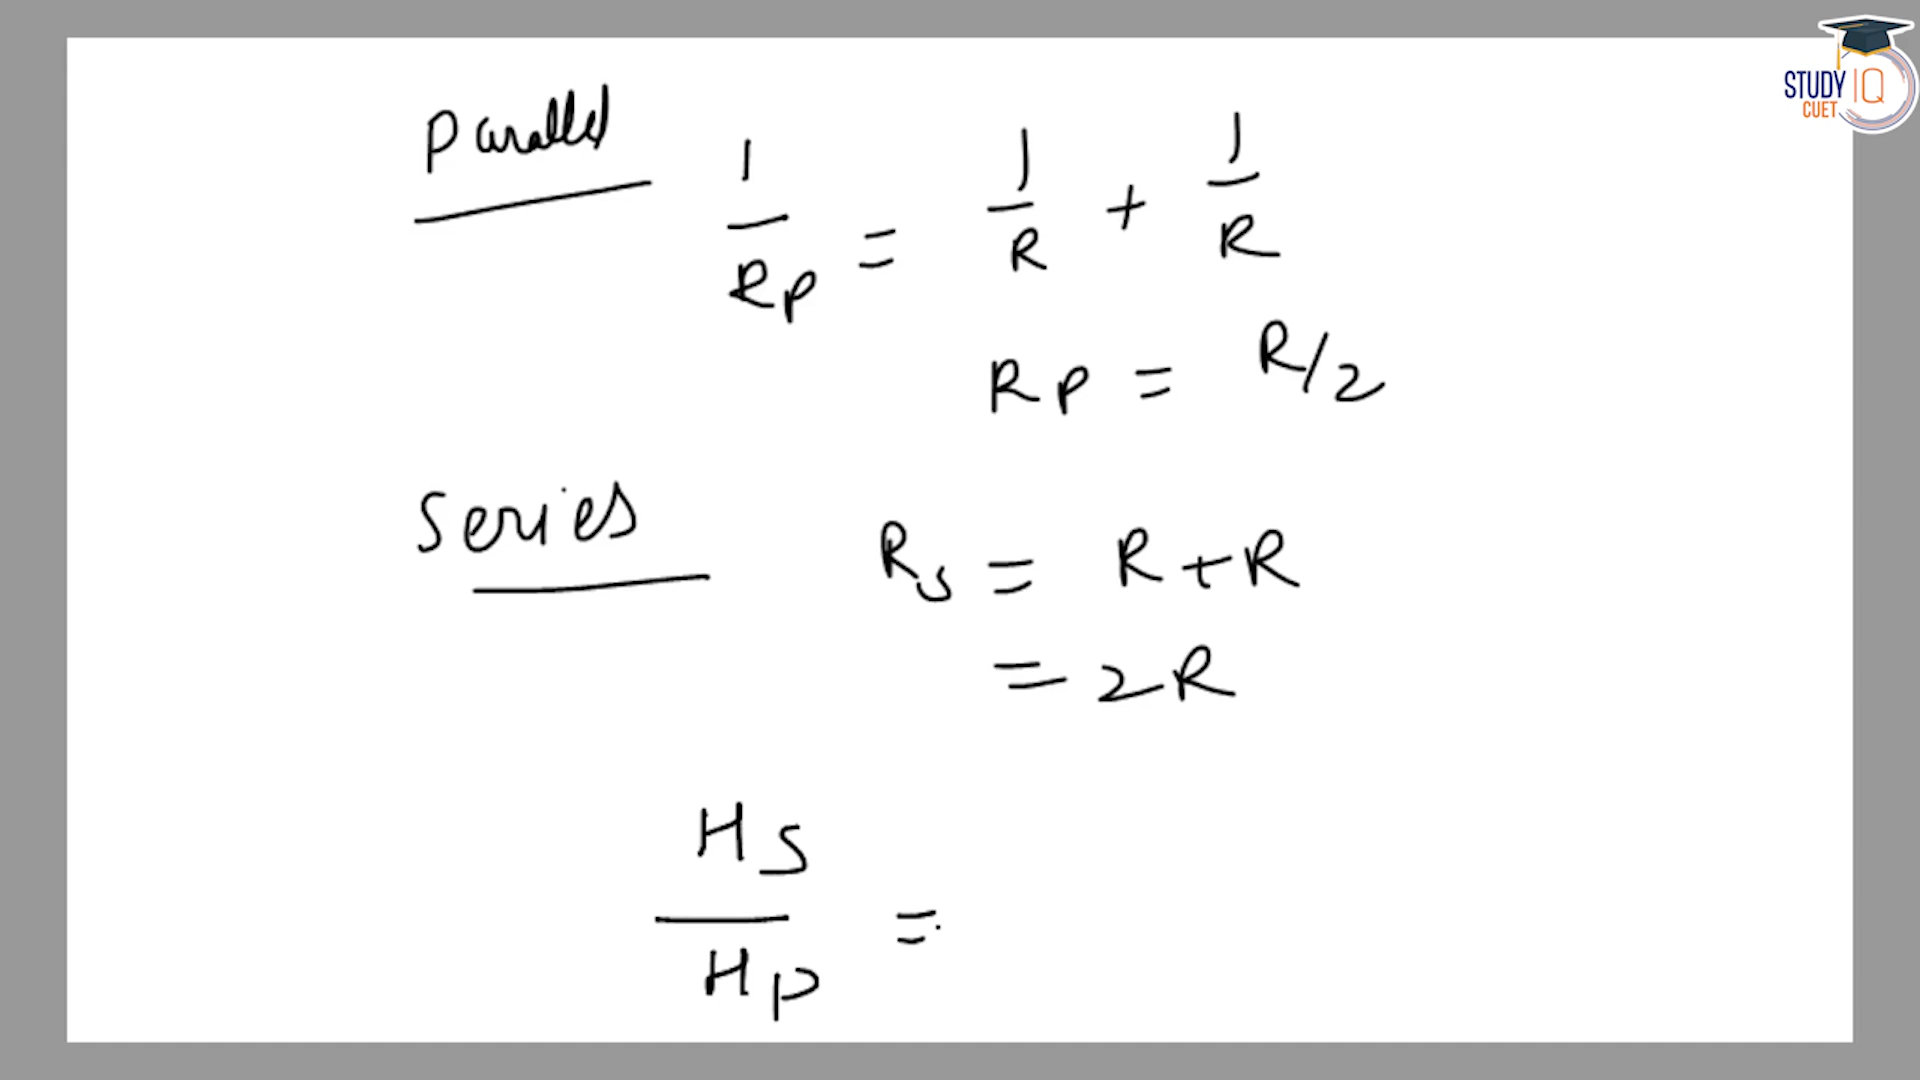 STUDY IQ
CUET
Parallel
1/Rp = 1/R + 1/R
Rp = R/2
Series
Rs = R + R
= 2R
Hs/Hp =